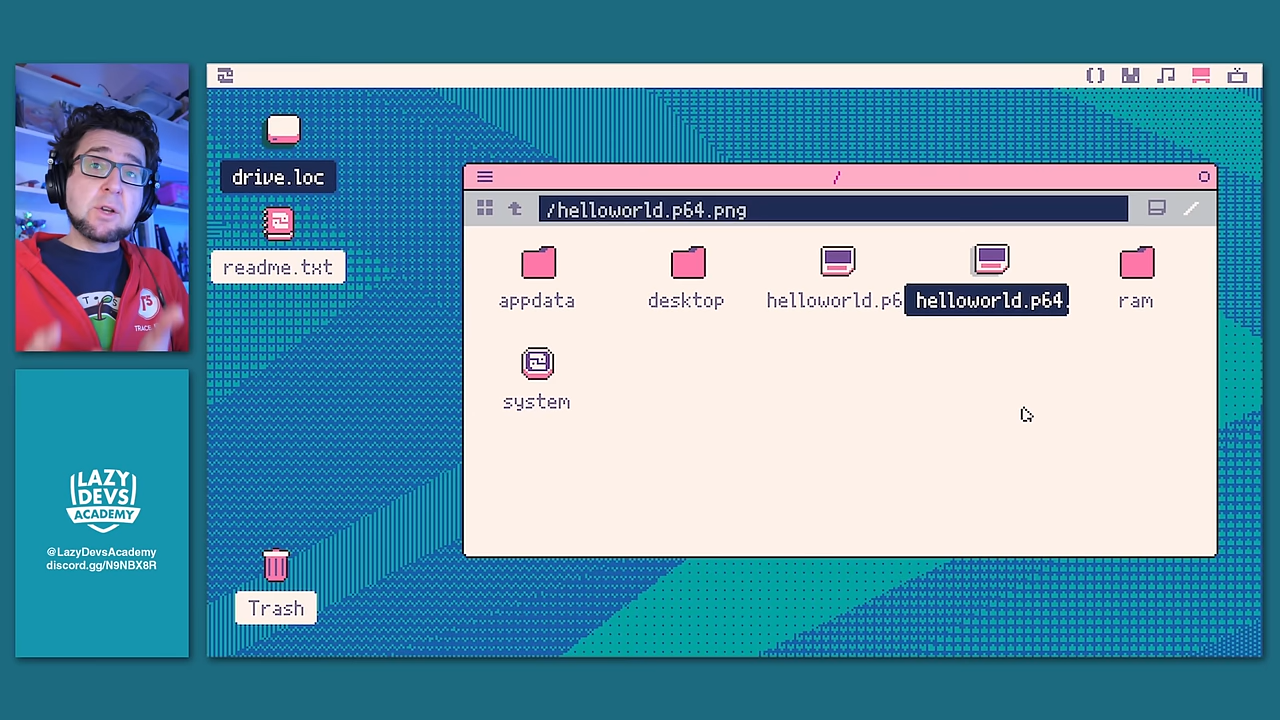 drive.loc
readme.txt
Trash
/
/helloworld.p64.png
appdata
desktop
helloworld.p6
helloworld.p64.
ram
system
LAZY
DEVS
ACADEMY
@LazyDevsAcademy
discord.gg/N9NBX8R